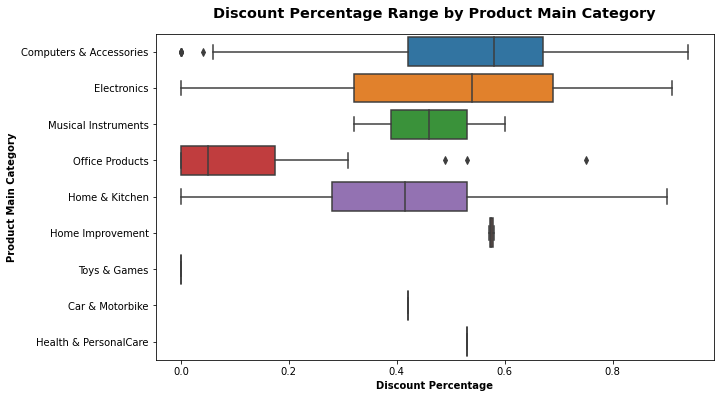 Discount Percentage Range by Product Main Category
Product Main Category
Computers & Accessories
Electronics
Musical Instruments
Office Products
Home & Kitchen
Home Improvement
Toys & Games
Car & Motorbike
Health & PersonalCare
0.0 0.2 0.4 0.6 0.8
Discount Percentage